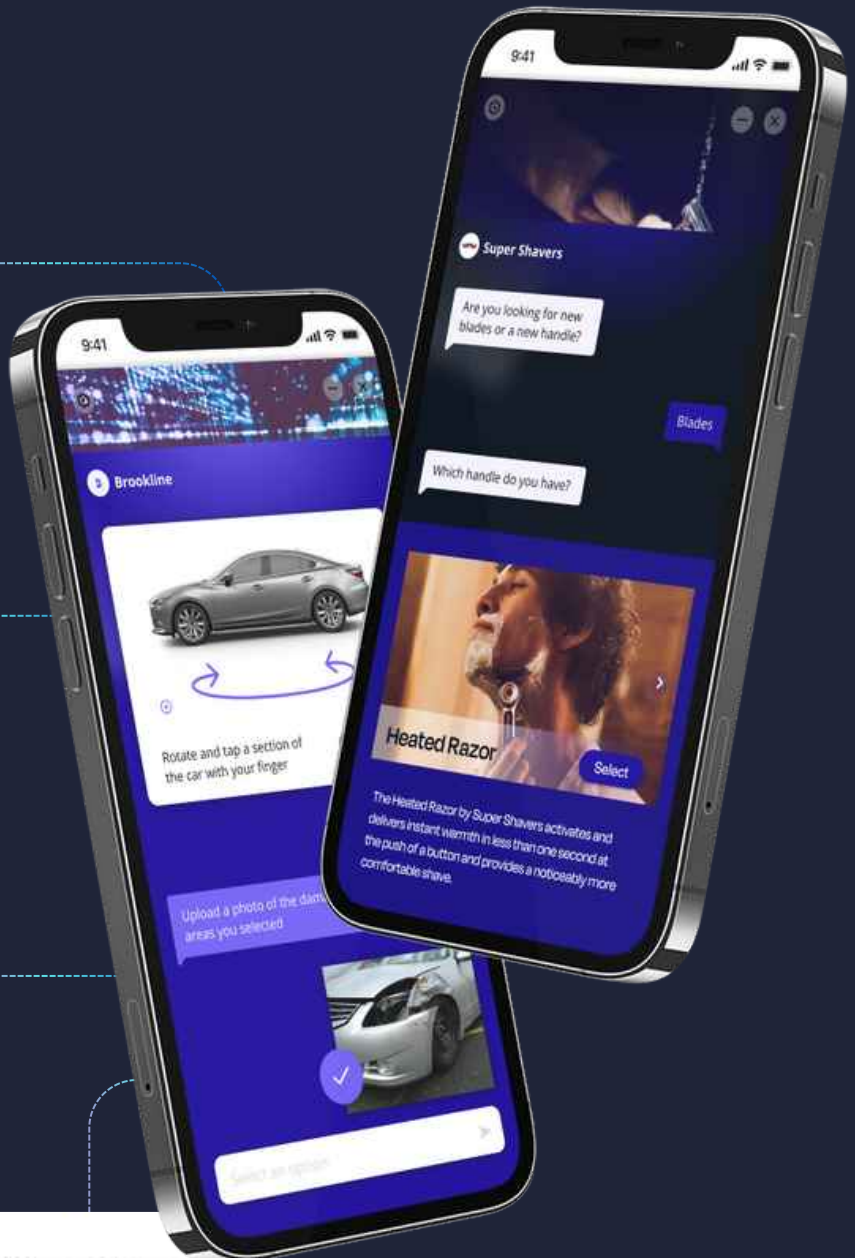 9:41
Brookline
Rotate and tap a section of
the car with your finger
Upload a photo of the dam
areas you selected
Select an option
9:41
Super Shavers
Are you looking for new
blades or a new handle?
Blades
Which handle do you have?
Heated Razor
Select
The Heated Razor by Super Shavers activates and
delivers instant warmth in less than one second at
the push of a button and provides a noticeably more
comfortable shave.